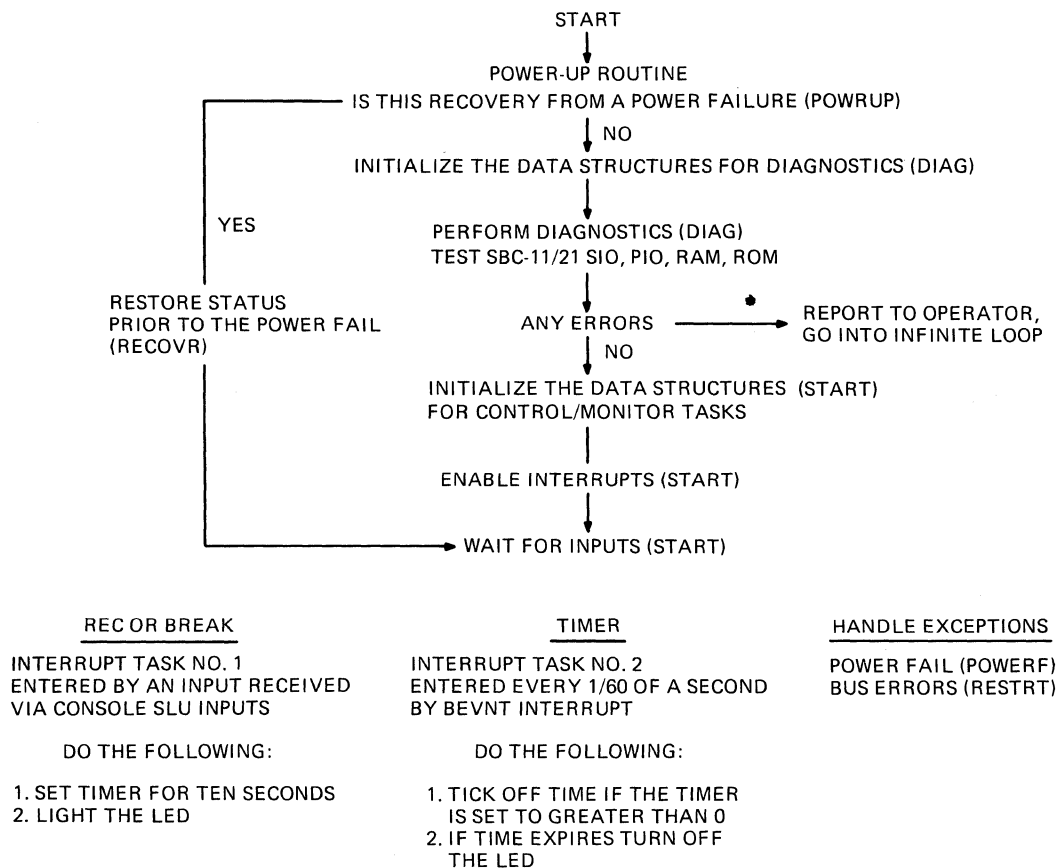 START
POWER-UP ROUTINE
IS THIS RECOVERY FROM A POWER FAILURE (POWRUP)
NO
INITIALIZE THE DATA STRUCTURES FOR DIAGNOSTICS (DIAG)
YES
PERFORM DIAGNOSTICS (DIAG)
TEST SBC-11/21 SIO, PIO, RAM, ROM
RESTORE STATUS
PRIOR TO THE POWER FAIL
(RECOVR)
ANY ERRORS
REPORT TO OPERATOR,
GO INTO INFINITE LOOP
NO
INITIALIZE THE DATA STRUCTURES (START)
FOR CONTROL/MONITOR TASKS
ENABLE INTERRUPTS (START)
WAIT FOR INPUTS (START)
REC OR BREAK
INTERRUPT TASK NO. 1
ENTERED BY AN INPUT RECEIVED
VIA CONSOLE SLU INPUTS
DO THE FOLLOWING:
1. SET TIMER FOR TEN SECONDS
2. LIGHT THE LED
TIMER
INTERRUPT TASK NO. 2
ENTERED EVERY 1/60 OF A SECOND
BY BEVNT INTERRUPT
DO THE FOLLOWING:
1. TICK OFF TIME IF THE TIMER
IS SET TO GREATER THAN 0
2. IF TIME EXPIRES TURN OFF
THE LED
HANDLE EXCEPTIONS
POWER FAIL (POWERF)
BUS ERRORS (RESTRT)